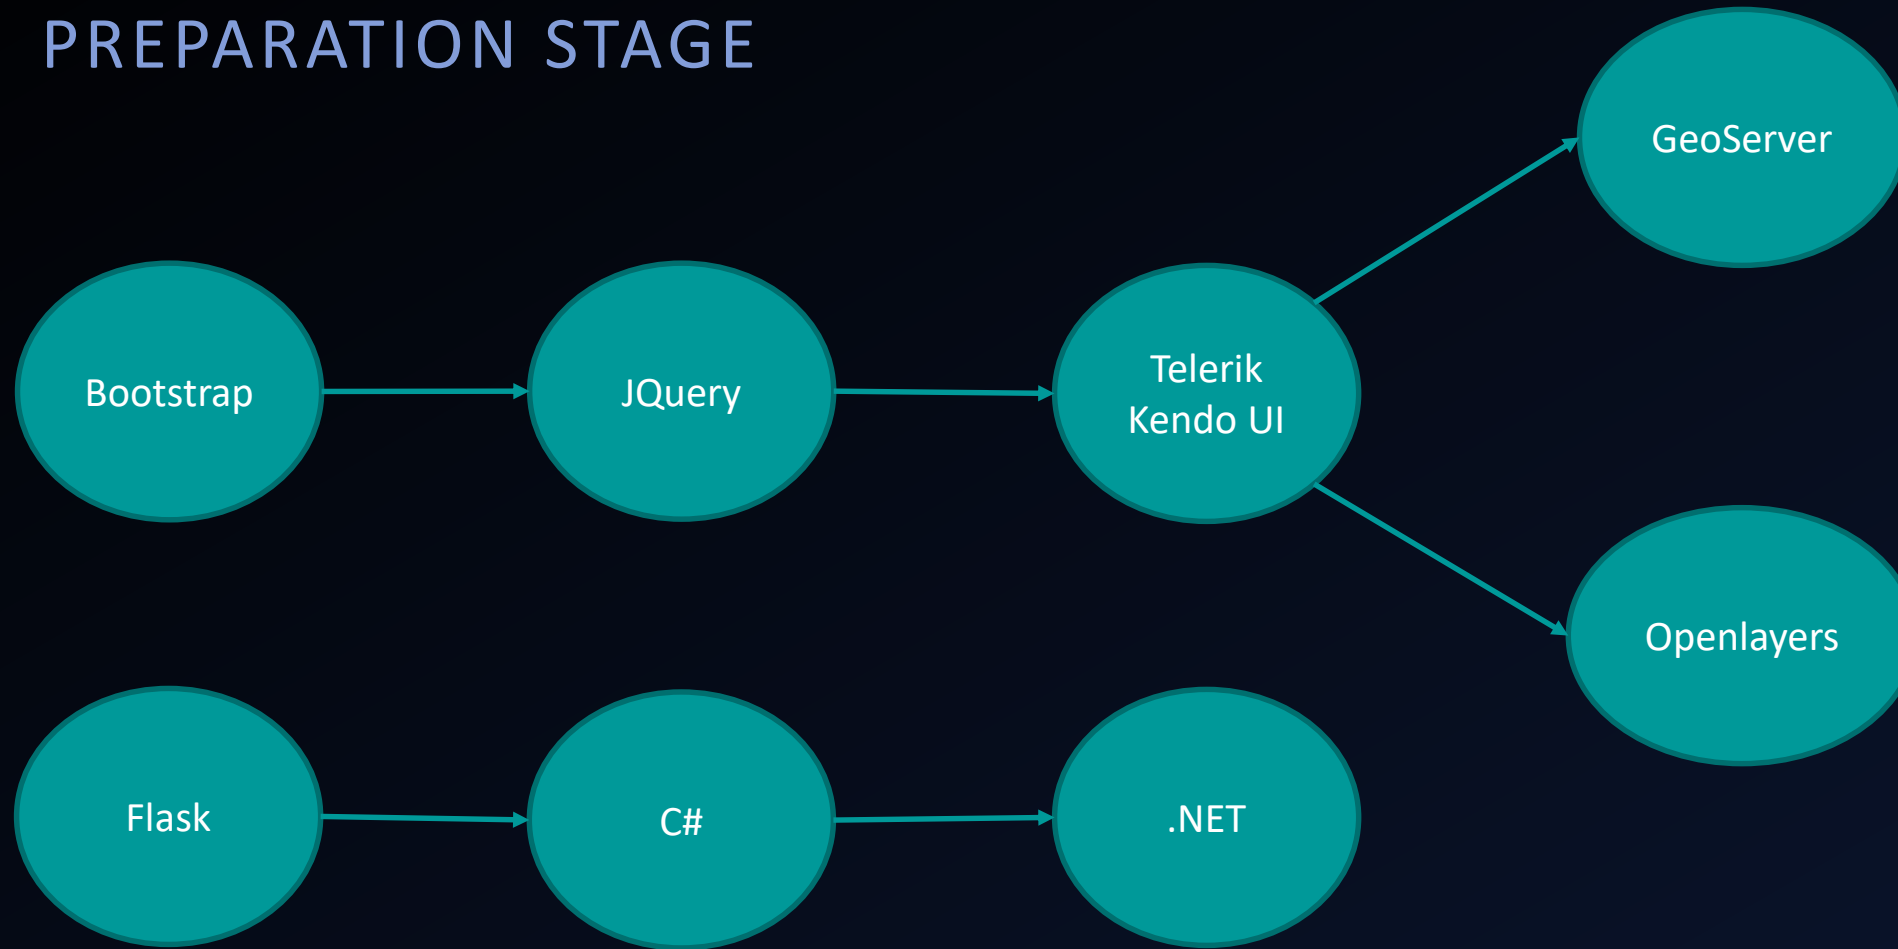 PREPARATION STAGE
GeoServer
Bootstrap
JQuery
Telerik
Kendo UI
Openlayers
Flask
C#
.NET